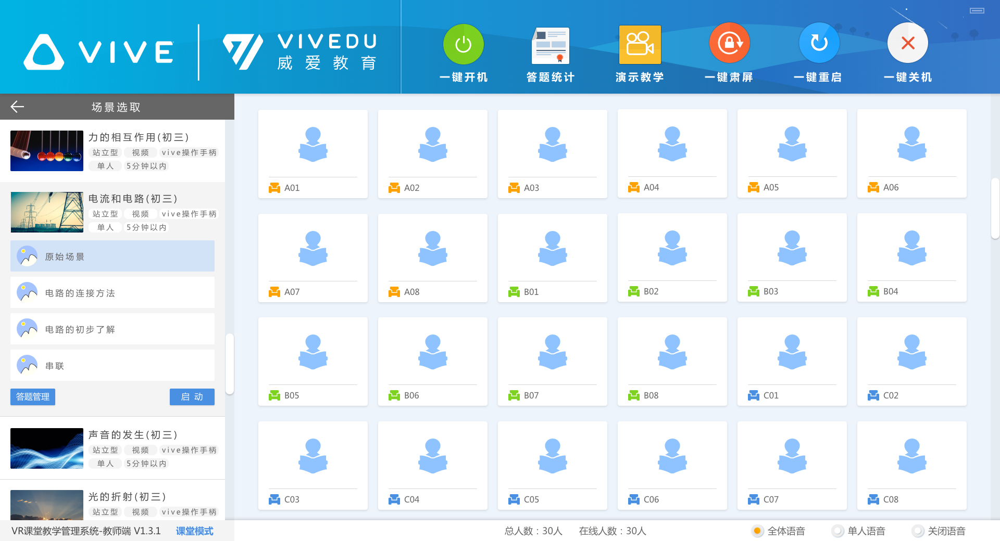 VIVE
VIVEDU
威爱教育
一键开机
答题统计
演示教学
一键肃屏
一键重启
一键关机
场景选取
力的相互作用(初三)
站立型 视频 vive操作手柄
单人 5分钟以内
电流和电路(初三)
站立型 视频 vive操作手柄
单人 5分钟以内
原始场景
电路的连接方法
电路的初步了解
串联
答题管理 启动
声音的发生(初三)
站立型 视频 vive操作手柄
单人 5分钟以内
光的折射(初三)
站立型 视频 vive操作手柄
A01 A02 A03 A04 A05 A06
A07 A08 B01 B02 B03 B04
B05 B06 B07 B08 C01 C02
C03 C04 C05 C06 C07 C08
VR课堂教学管理系统-教师端 V1.3.1 课堂模式
总人数：30人 在线人数：30人
全体语音 单人语音 关闭语音